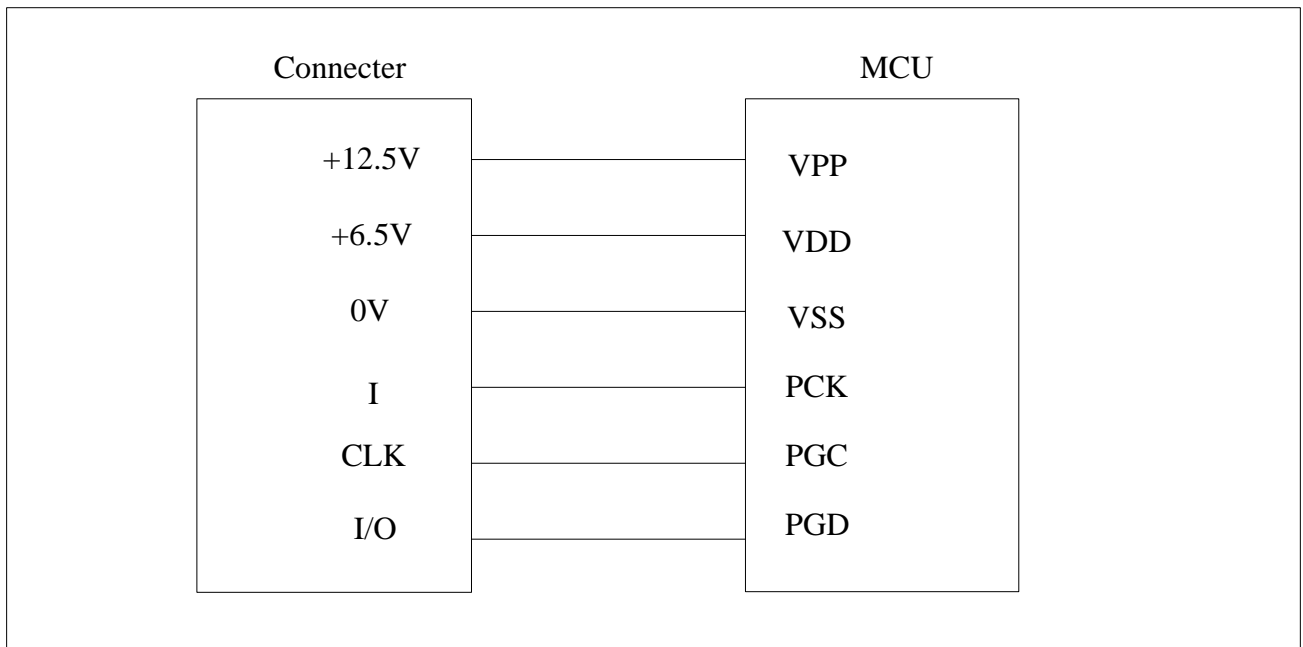 Connecter MCU
+12.5V VPP
+6.5V VDD
0V VSS
I PCK
CLK PGC
I/O PGD